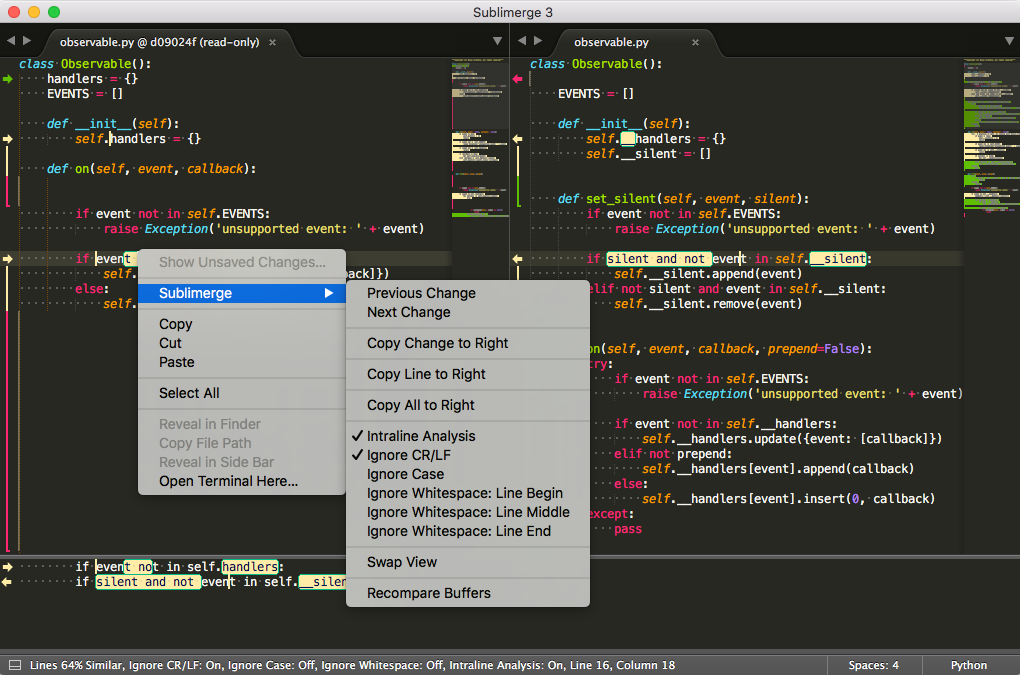 Sublimerge 3
observable.py @ d09024f (read-only) ×
class Observable():
handlers = {}
EVENTS = []
def __init__(self):
self.handlers = {}
def on(self, event, callback):
if event not in self.EVENTS:
raise Exception('unsupported event: ' + event)
if event
self.
back]})
else:
self.
observable.py ×
class Observable():
EVENTS = []
def __init__(self):
self.__handlers = {}
self.__silent = []
def set_silent(self, event, silent):
if event not in self.EVENTS:
raise Exception('unsupported event: ' + event)
if silent and not event in self.__silent:
self.__silent.append(event)
elif not silent and event in self.__silent:
self.__silent.remove(event)
on(self, event, callback, prepend=False):
try:
if event not in self.EVENTS:
raise Exception('unsupported event: ' + event)
if event not in self.__handlers:
self.__handlers.update({event: [callback]})
elif not prepend:
self.__handlers[event].append(callback)
else:
self.__handlers[event].insert(0, callback)
except:
pass
Show Unsaved Changes...
Sublimerge
Copy
Cut
Paste
Select All
Reveal in Finder
Copy File Path
Reveal in Side Bar
Open Terminal Here...
Previous Change
Next Change
Copy Change to Right
Copy Line to Right
Copy All to Right
✓ Intraline Analysis
✓ Ignore CR/LF
Ignore Case
Ignore Whitespace: Line Begin
Ignore Whitespace: Line Middle
Ignore Whitespace: Line End
Swap View
Recompare Buffers
if event not in self.handlers:
if silent and not event in self.__silen
Lines 64% Similar, Ignore CR/LF: On, Ignore Case: Off, Ignore Whitespace: Off, Intraline Analysis: On, Line 16, Column 18
Spaces: 4
Python